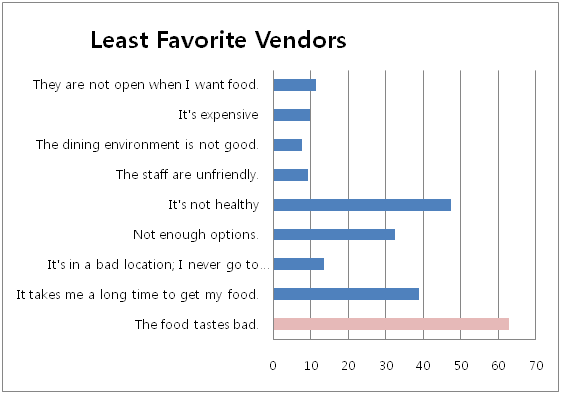 Least Favorite Vendors
They are not open when I want food.
It's expensive
The dining environment is not good.
The staff are unfriendly.
It's not healthy
Not enough options.
It's in a bad location; I never go to...
It takes me a long time to get my food.
The food tastes bad.
0 10 20 30 40 50 60 70